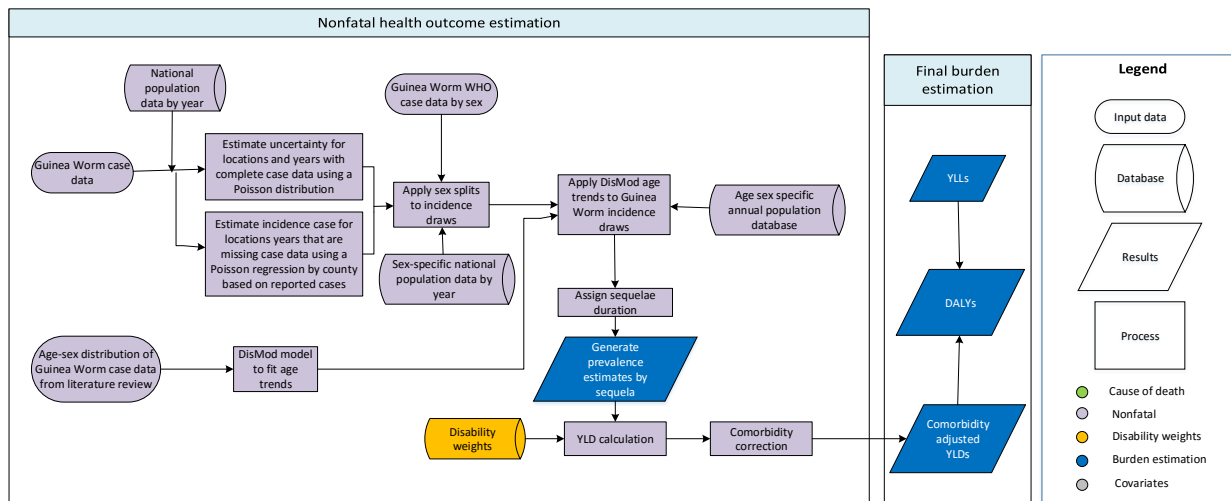 Nonfatal health outcome estimation
National
population
data by year
Guinea Worm WHO
case data by sex
Guinea Worm case
data
Estimate uncertainty for
locations and years with
complete case data using a
Poisson distribution
Estimate incidence case for
locations years that are
missing case data using a
Poisson regression by county
based on reported cases
Apply sex splits
to incidence
draws
Sex-specific national
population data by
year
Apply DisMod age
trends to Guinea
Worm incidence
draws
Age sex specific
annual population
database
Assign sequelae
duration
Age-sex distribution of
Guinea Worm case data
from literature review
DisMod model
to fit age
trends
Generate
prevalence
estimates by
sequela
Disability
weights
YLD calculation
Comorbidity
correction
Final burden
estimation
YLLs
DALYs
Comorbidity
adjusted
YLDs
Legend
Input data
Database
Results
Process
Cause of death
Nonfatal
Disability weights
Burden estimation
Covariates